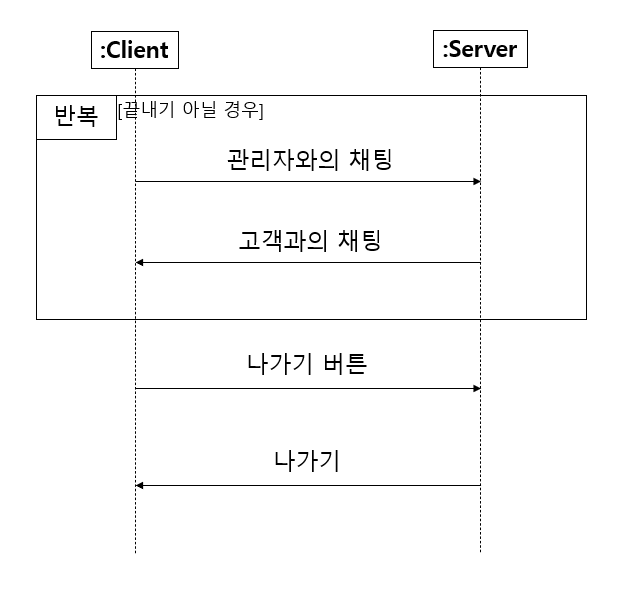 :Client
:Server
반복
[끝내기 아닐 경우]
관리자와의 채팅
고객과의 채팅
나가기 버튼
나가기